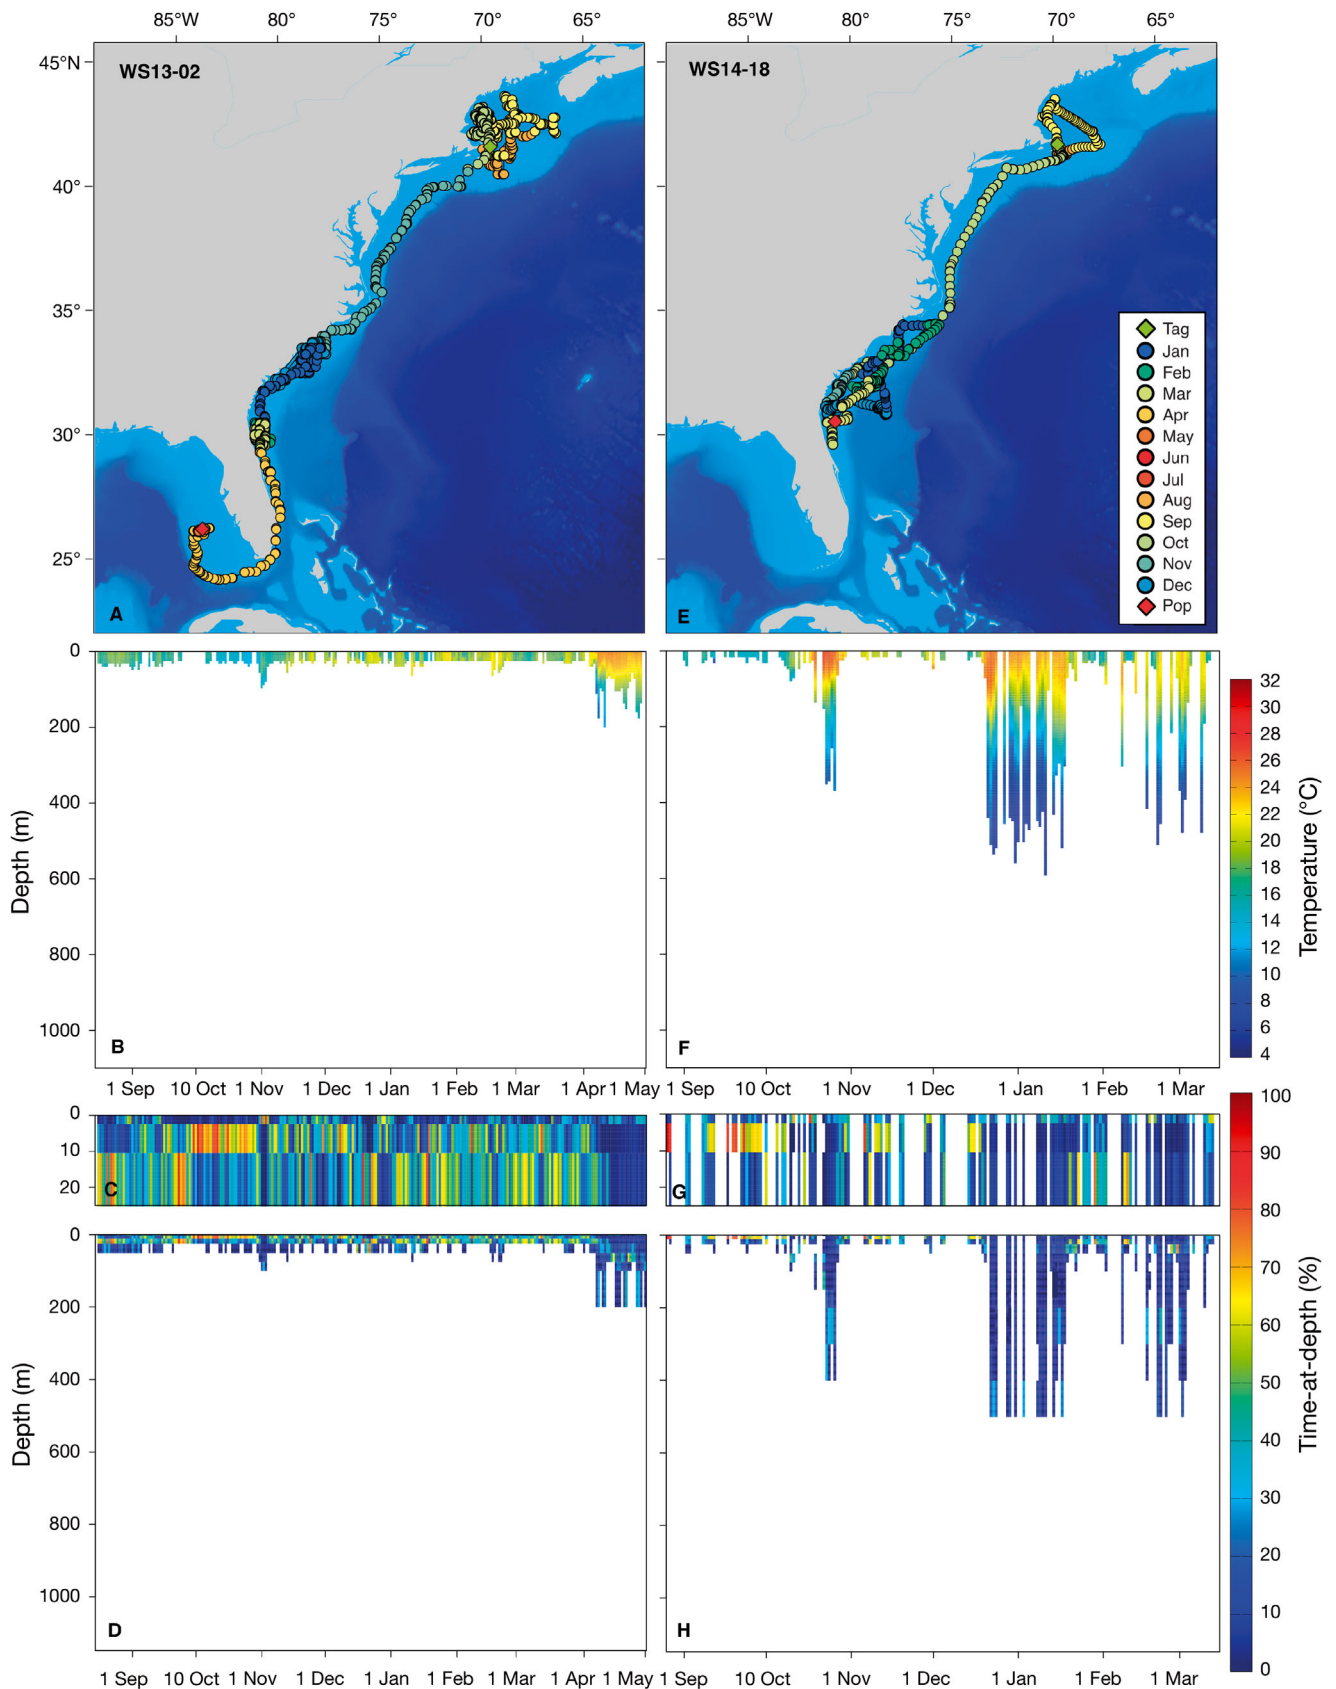 85°W 80° 75° 70° 65° 85°W 80° 75° 70° 65°
45°N
WS13-02
WS14-18
40°
35°
30°
25°
Tag
Jan
Feb
Mar
Apr
May
Jun
Jul
Aug
Sep
Oct
Nov
Dec
Pop
A
E
0
200
400
600
800
1000
Depth (m)
B
F
32
30
28
26
24
22
20
18
16
14
12
10
8
6
4
Temperature (°C)
1 Sep 10 Oct 1 Nov 1 Dec 1 Jan 1 Feb 1 Mar 1 Apr 1 May 1 Sep 10 Oct 1 Nov 1 Dec 1 Jan 1 Feb 1 Mar
0
10
20
C
G
0
200
400
600
800
1000
Depth (m)
D
H
100
90
80
70
60
50
40
30
20
10
0
Time-at-depth (%)
1 Sep 10 Oct 1 Nov 1 Dec 1 Jan 1 Feb 1 Mar 1 Apr 1 May 1 Sep 10 Oct 1 Nov 1 Dec 1 Jan 1 Feb 1 Mar